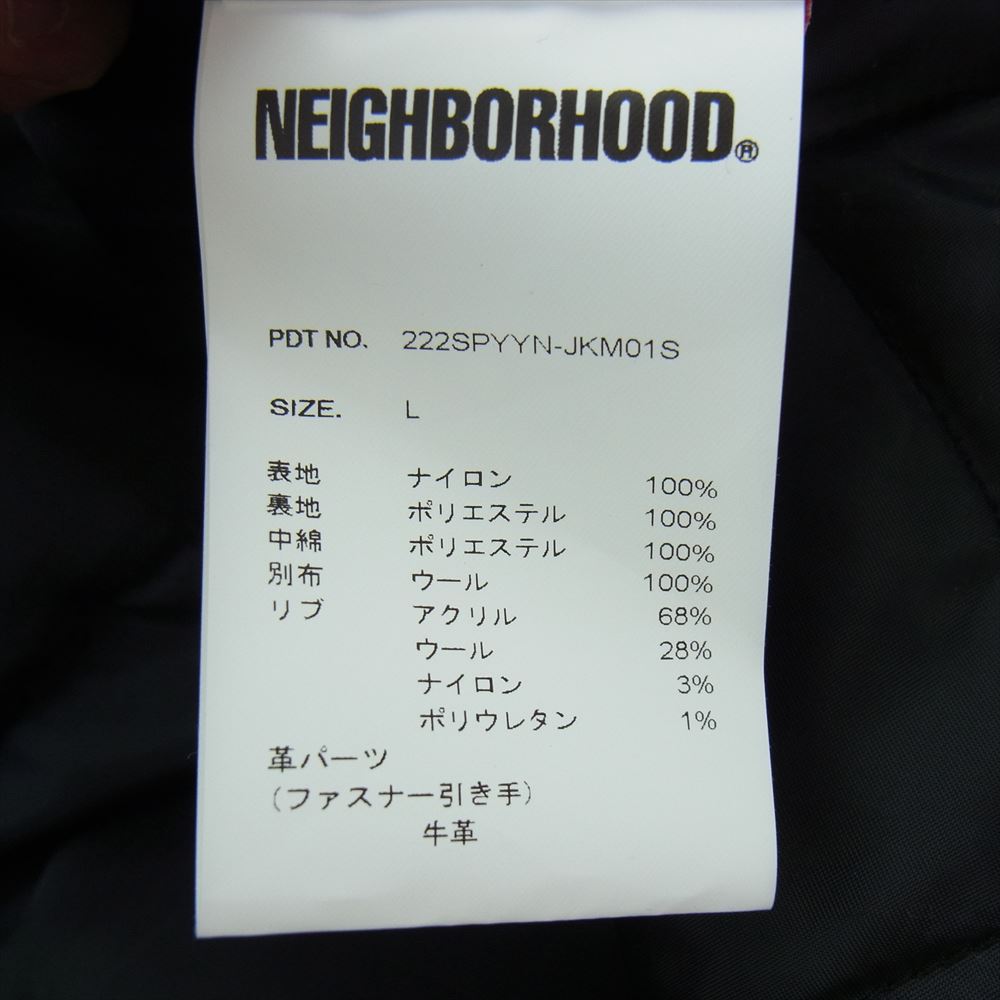 NEIGHBORHOOD®
PDT NO. 222SPYYN-JKM01S
SIZE. L
表地 ナイロン 100%
裏地 ポリエステル 100%
中綿 ポリエステル 100%
別布 ウール 100%
リブ アクリル 68%
ウール 28%
ナイロン 3%
ポリウレタン 1%
革パーツ
(ファスナー引き手)
牛革